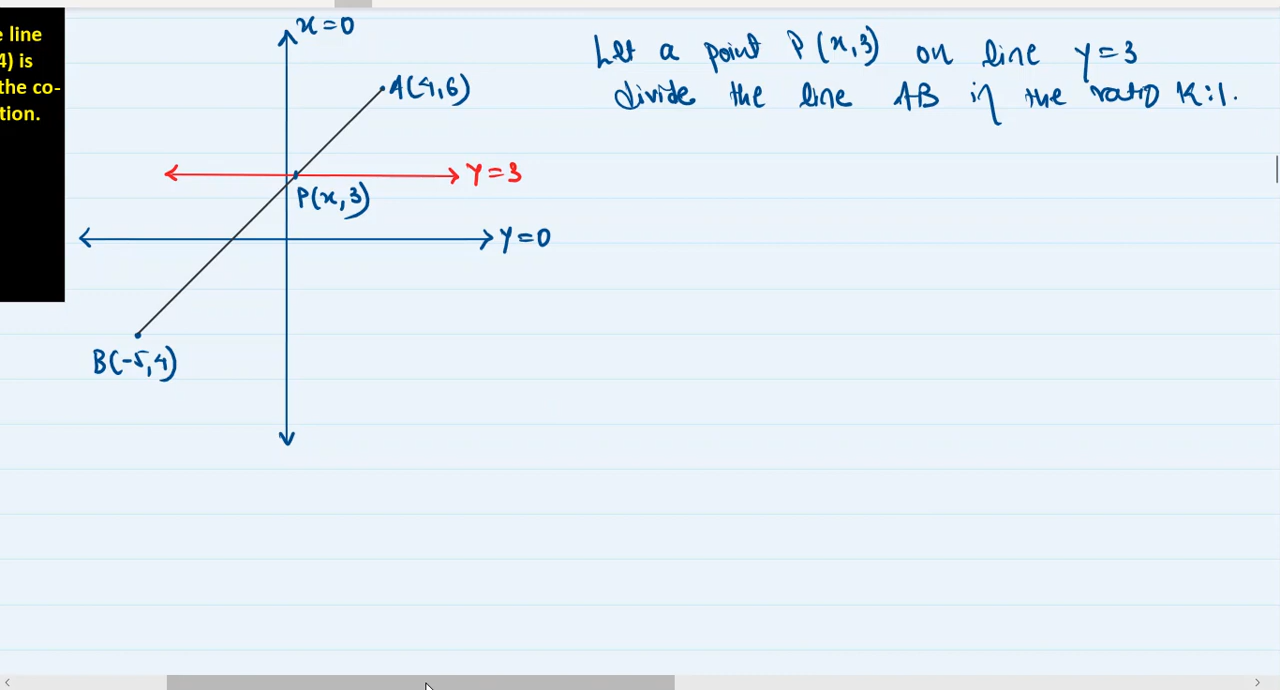 e line
4) is
the co-
tion.
x=0
A(4,6)
Y=3
P(x,3)
Y=0
B(-5,4)
Let a point P(x,3) on line Y=3
divide the line AB in the ratio K:1.